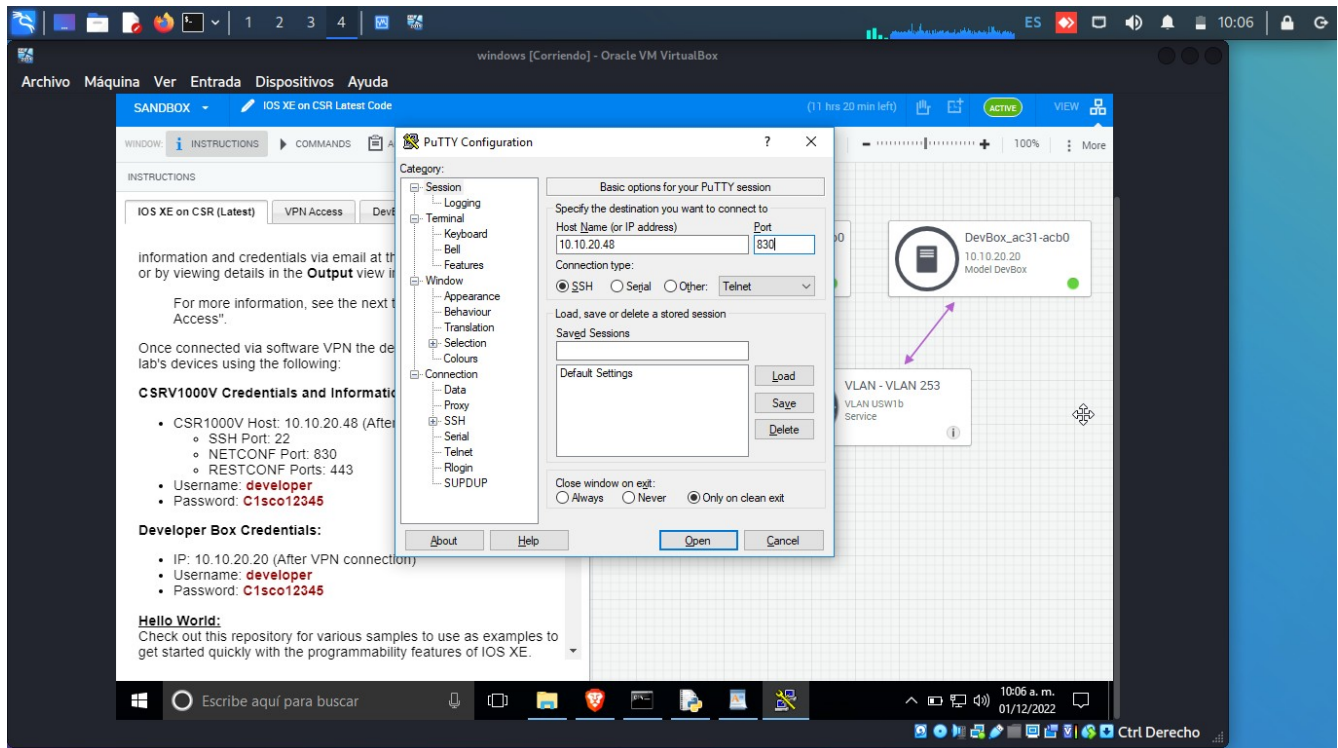 1 2 3 4
ES
10:06
windows [Corriendo] - Oracle VM VirtualBox
Archivo Máquina Ver Entrada Dispositivos Ayuda
SANDBOX
IOS XE on CSR Latest Code
(11 hrs 20 min left)
ACTIVE
VIEW
WINDOW:
INSTRUCTIONS
COMMANDS
A
100%
More
INSTRUCTIONS
IOS XE on CSR (Latest)
VPN Access
information and credentials via email at
or by viewing details in the Output view
For more information, see the next
Access".
Once connected via software VPN the
lab's devices using the following:
CSRV1000V Credentials and
CSR1000V Host: 10.10.20.48
SSH Port: 22
NETCONF Port: 830
RESTCONF Ports: 443
Username: developer
Password: C1sco12345
Developer Box Credentials:
IP: 10.10.20.20 (After VPN connection)
Username: developer
Password: C1sco12345
Hello World:
Check out this repository for various samples to use as examples to
get started quickly with the programmability features of IOS XE.
PuTTY Configuration
?
Category:
Session
Logging
Terminal
Keyboard
Bell
Features
Window
Appearance
Behaviour
Translation
Selection
Colours
Connection
Data
Proxy
SSH
Serial
Telnet
Rlogin
SUPDUP
Basic options for your PuTTY session
Specify the destination you want to connect to
Host Name (or IP address)
Port
10.10.20.48
830
Connection type:
SSH
Serial
Other:
Telnet
Load, save or delete a stored session
Saved Sessions
Default Settings
Load
Save
Delete
Close window on exit:
Always
Never
Only on clean exit
About
Help
Open
Cancel
DevBox_ac31-acb0
10.10.20.20
Model DevBox
VLAN - VLAN 253
VLAN USW1b
Service
Escribe aquí para buscar
10:06 a. m.
01/12/2022
Ctrl Derecho